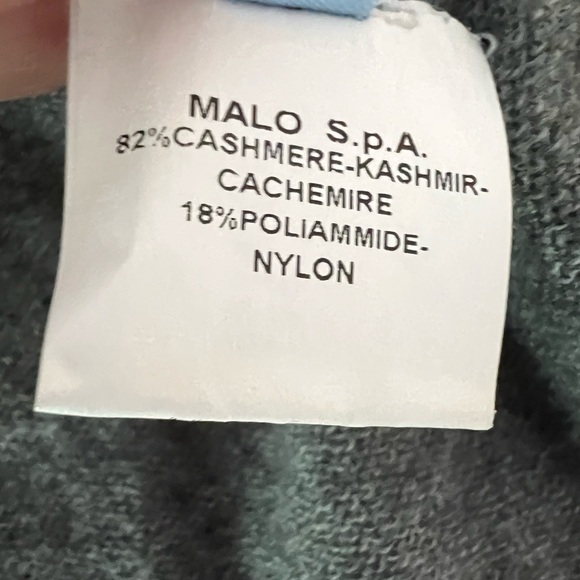 MALO S.p.A.
82%CASHMERE-KASHMIR-
CACHEMIRE
18%POLIAMMIDE-
NYLON